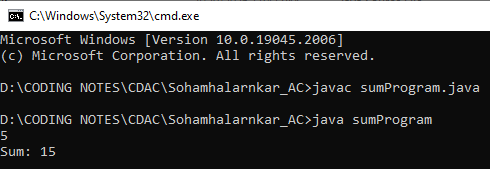 C:\Windows\System32\cmd.exe
Microsoft Windows [Version 10.0.19045.2006]
(c) Microsoft Corporation. All rights reserved.
D:\CODING NOTES\CDAC\Sohamhalarnkar_AC>javac sumProgram.java
D:\CODING NOTES\CDAC\Sohamhalarnkar_AC>java sumProgram
5
Sum: 15